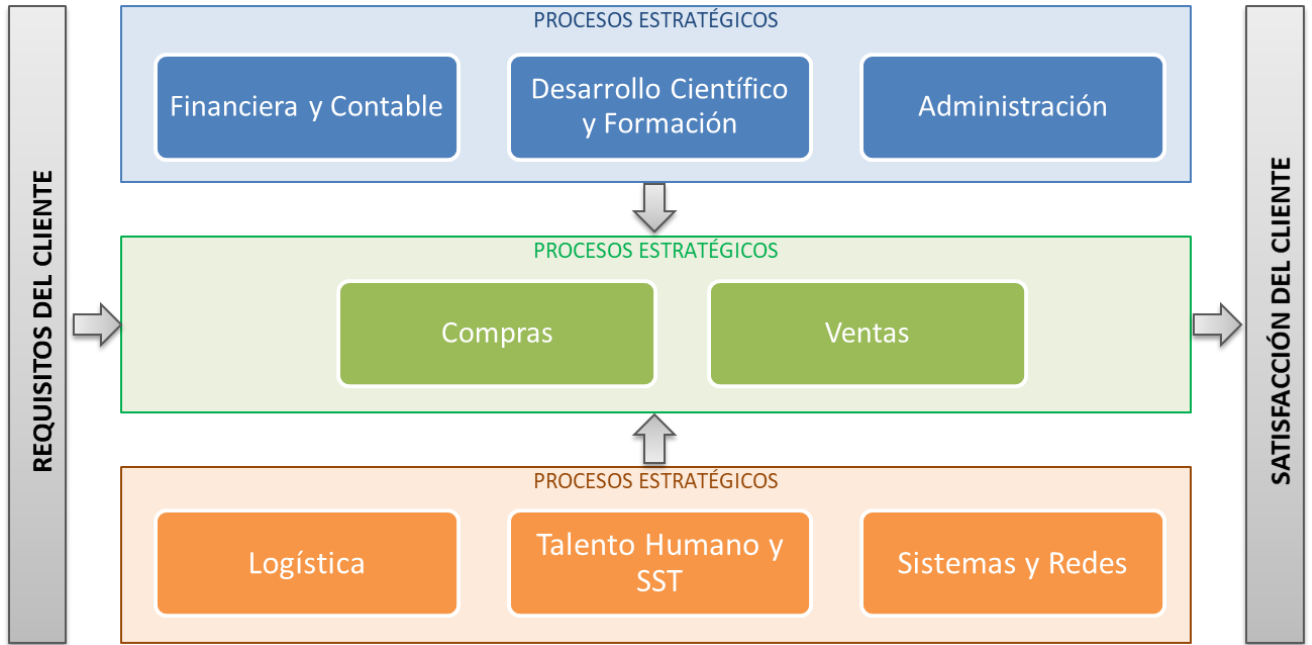 REQUISITOS DEL CLIENTE
PROCESOS ESTRATÉGICOS
Financiera y Contable
Desarrollo Científico
y Formación
Administración
PROCESOS ESTRATÉGICOS
Compras
Ventas
PROCESOS ESTRATÉGICOS
Logística
Talento Humano y
SST
Sistemas y Redes
SATISFACCIÓN DEL CLIENTE